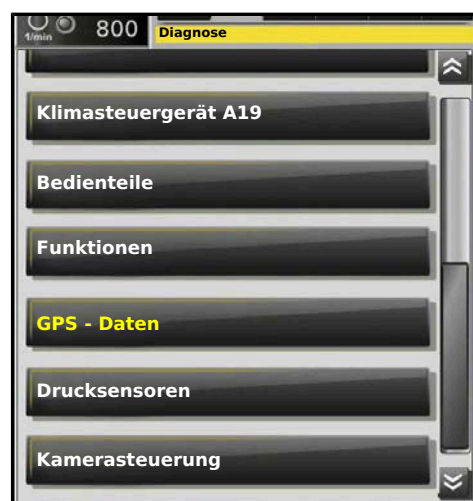 1/min 800 Diagnose
Klimasteuergerät A19
Bedienteile
Funktionen
GPS - Daten
Drucksensoren
Kamerasteuerung